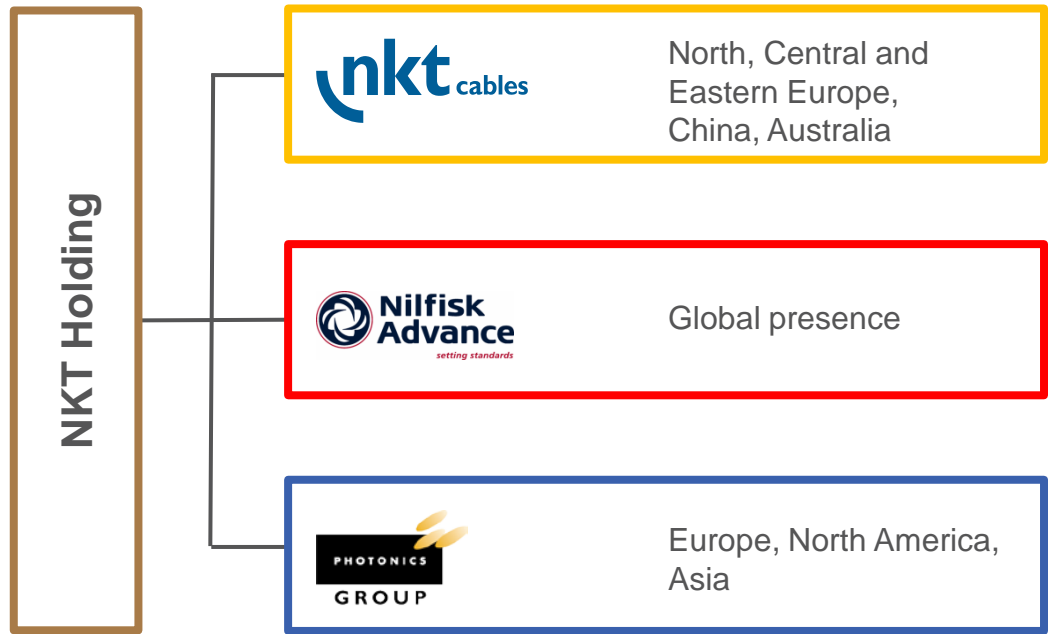 NKT Holding
nkt cables
North, Central and
Eastern Europe,
China, Australia
Nilfisk
Advance
setting standards
Global presence
PHOTONICS
GROUP
Europe, North America,
Asia